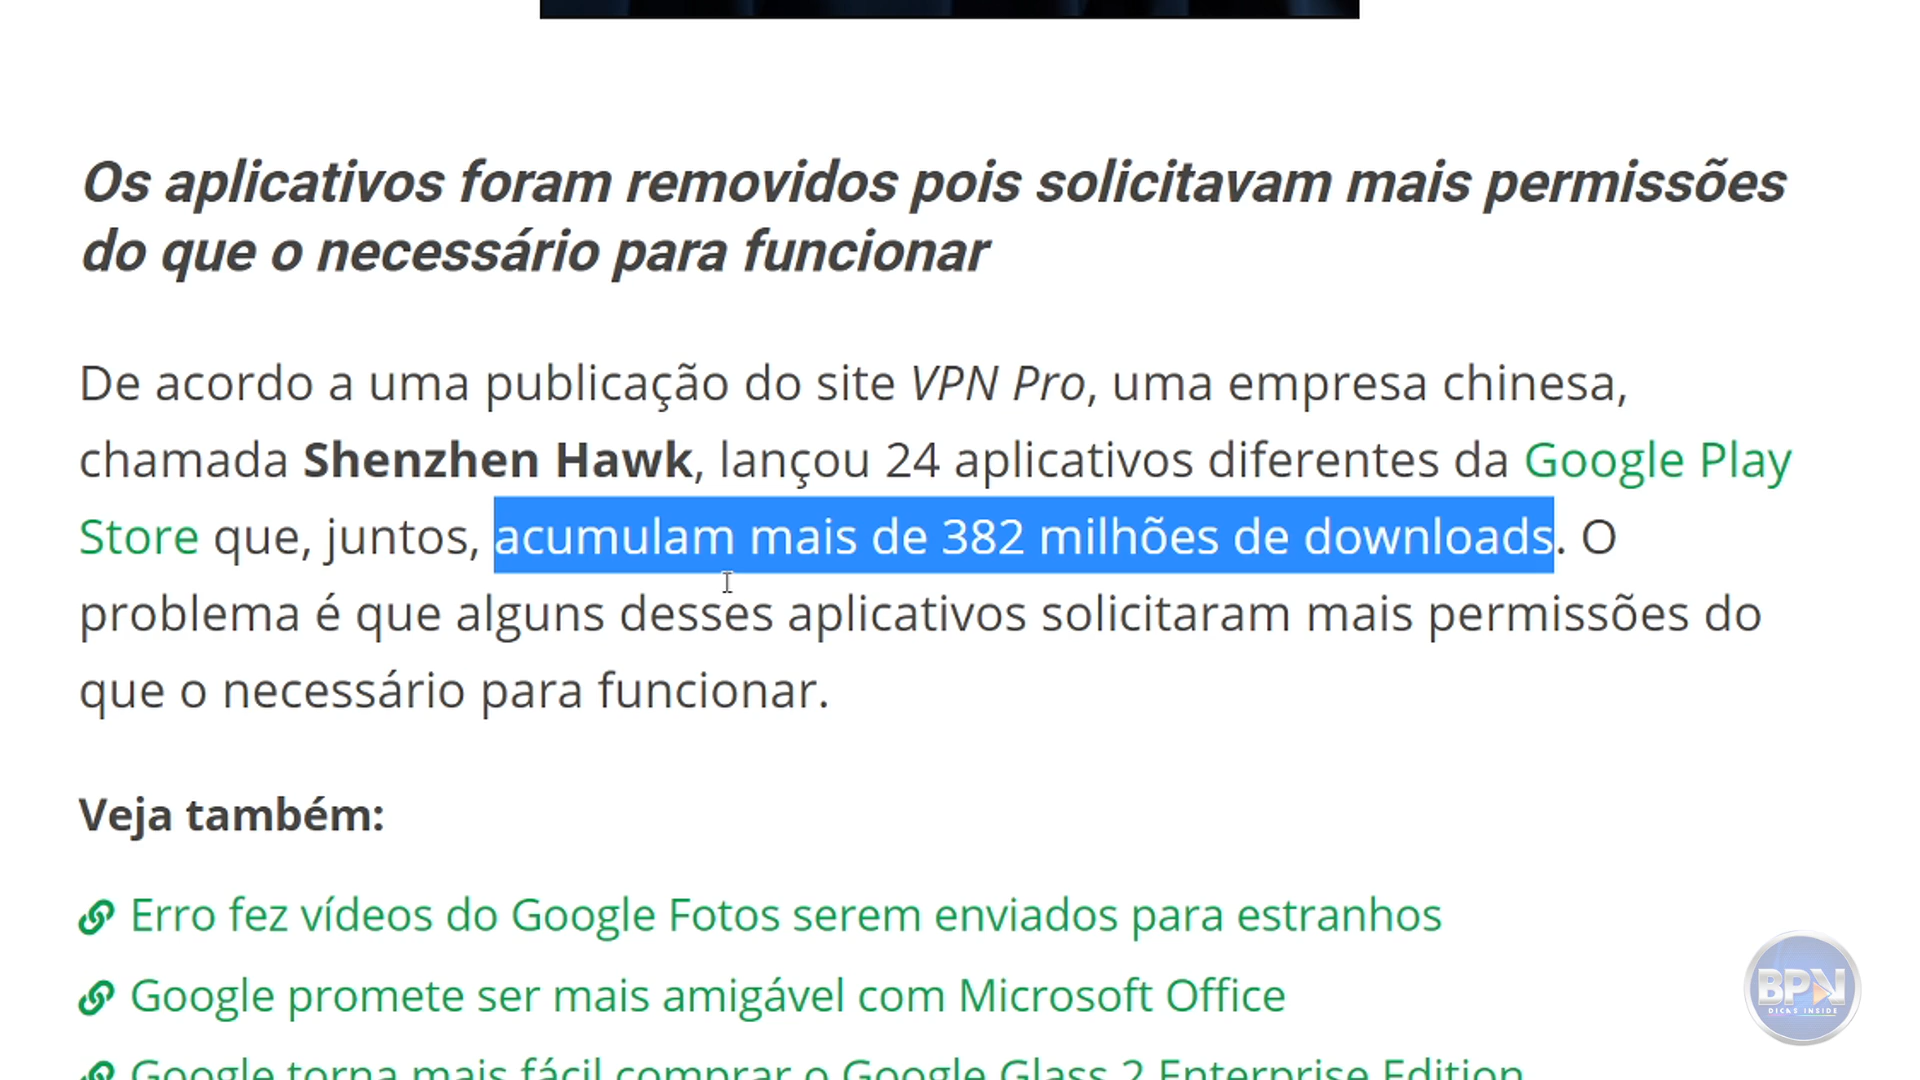 Os aplicativos foram removidos pois solicitavam mais permissões
do que o necessário para funcionar
De acordo a uma publicação do site VPN Pro, uma empresa chinesa,
chamada Shenzhen Hawk, lançou 24 aplicativos diferentes da Google Play
Store que, juntos, acumulam mais de 382 milhões de downloads. O
problema é que alguns desses aplicativos solicitaram mais permissões do
que o necessário para funcionar.
Veja também:
Erro fez vídeos do Google Fotos serem enviados para estranhos
Google promete ser mais amigável com Microsoft Office
Google torna mais fácil comprar o Google Glass 2 Enterprise Edition
BPN
DICAS INSIDE